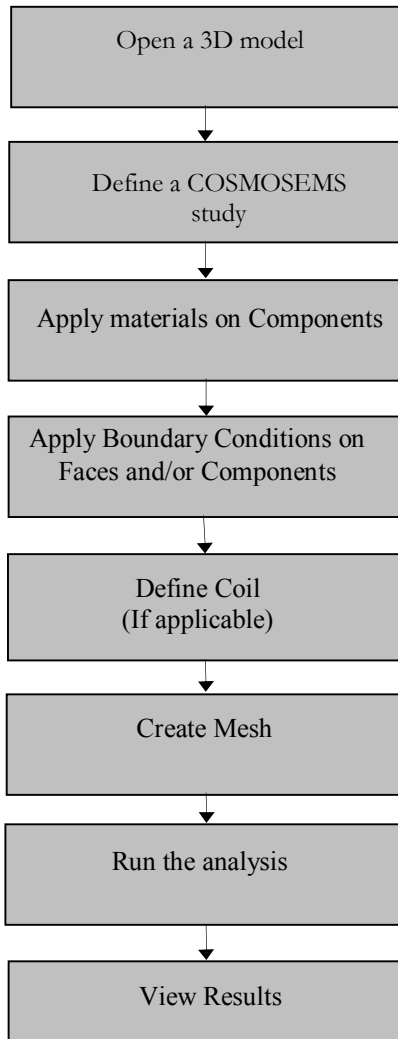 Open a 3D model
Define a COSMOSEMS
study
Apply materials on Components
Apply Boundary Conditions on
Faces and/or Components
Define Coil
(If applicable)
Create Mesh
Run the analysis
View Results